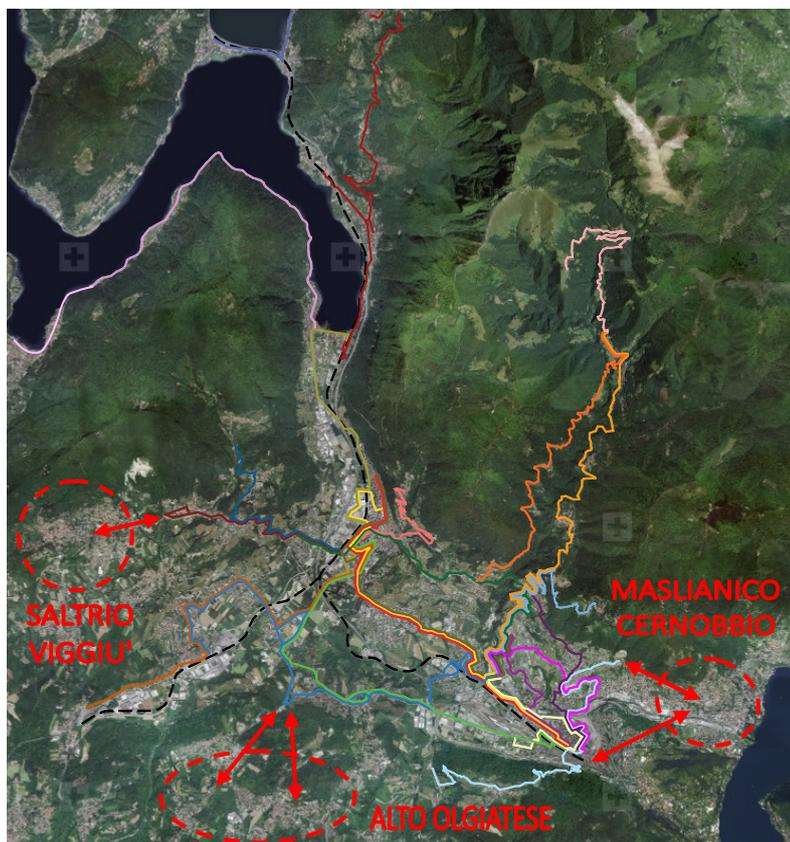 MASLIANICO
CERNOBBIO
SALTRIO
VIGGIU'
ALTO OLGIATESE